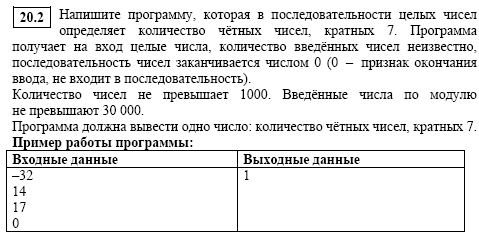 20.2 Напишите программу, которая в последовательности целых чисел
определяет количество чётных чисел, кратных 7. Программа
получает на вход целые числа, количество введённых чисел неизвестно,
последовательность чисел заканчивается числом 0 (0 – признак окончания
ввода, не входит в последовательность).
Количество чисел не превышает 1000. Введённые числа по модулю
не превышают 30 000.
Программа должна вывести одно число: количество чётных чисел, кратных 7.
Пример работы программы:
Входные данные Выходные данные
–32 1
14
17
0